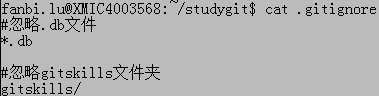 fanbi.lu@XMIC4003568:~/studygit$ cat .gitignore
#忽略.db文件
*.db
#忽略gitskills文件夹
gitskills/